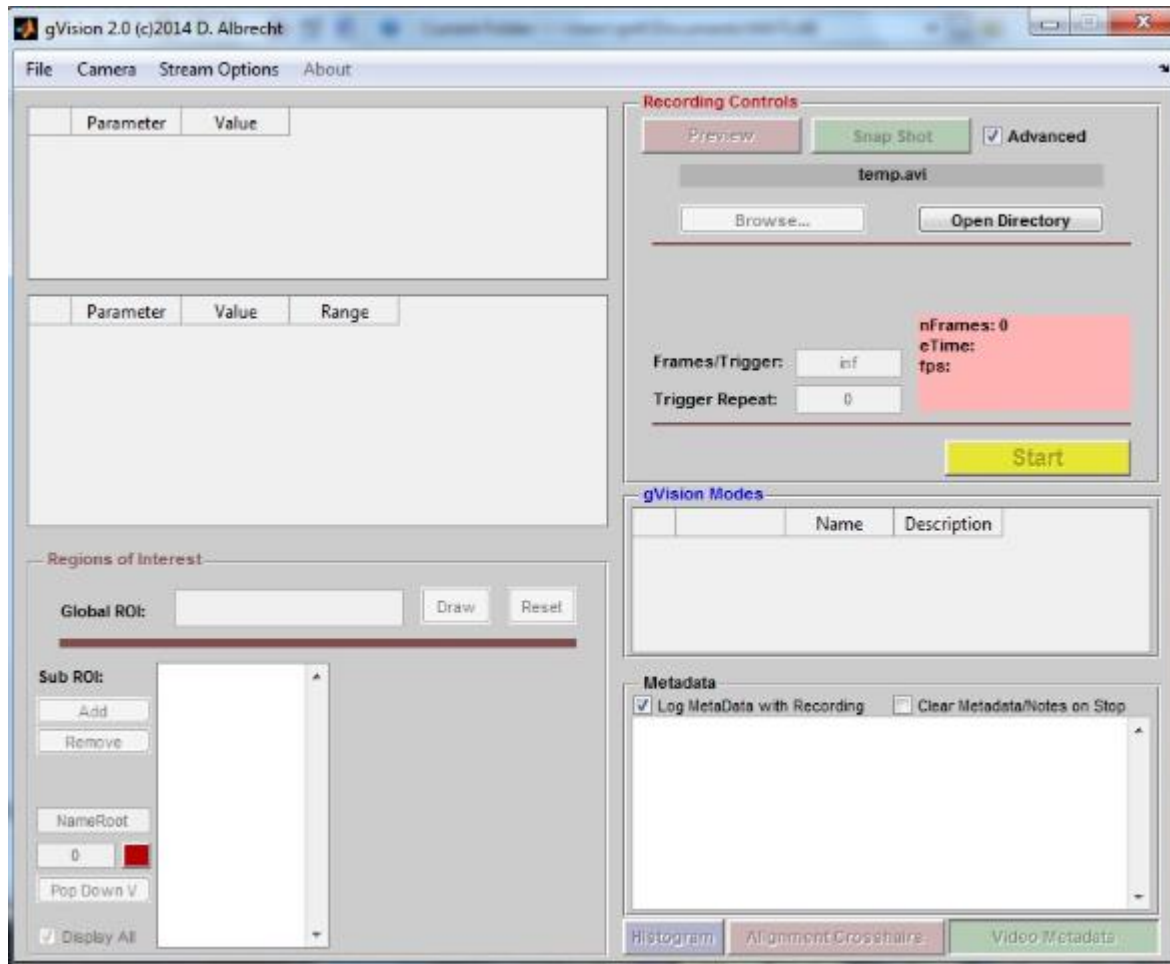 gVision 2.0 (c)2014 D. Albrecht
File Camera Stream Options About
Parameter Value
Parameter Value Range
Regions of Interest
Global ROI: Draw Reset
Sub ROI:
Add
Remove
NameRoot
0
Pop Down V
Display All
Recording Controls
Preview Snap Shot Advanced
temp.avi
Browse... Open Directory
nFrames: 0
eTime:
fps:
Frames/Trigger: inf
Trigger Repeat: 0
Start
gVision Modes
Name Description
Metadata
Log MetaData with Recording Clear Metadata/Notes on Stop
Histogram Alignment Crosshairs Video Metadata